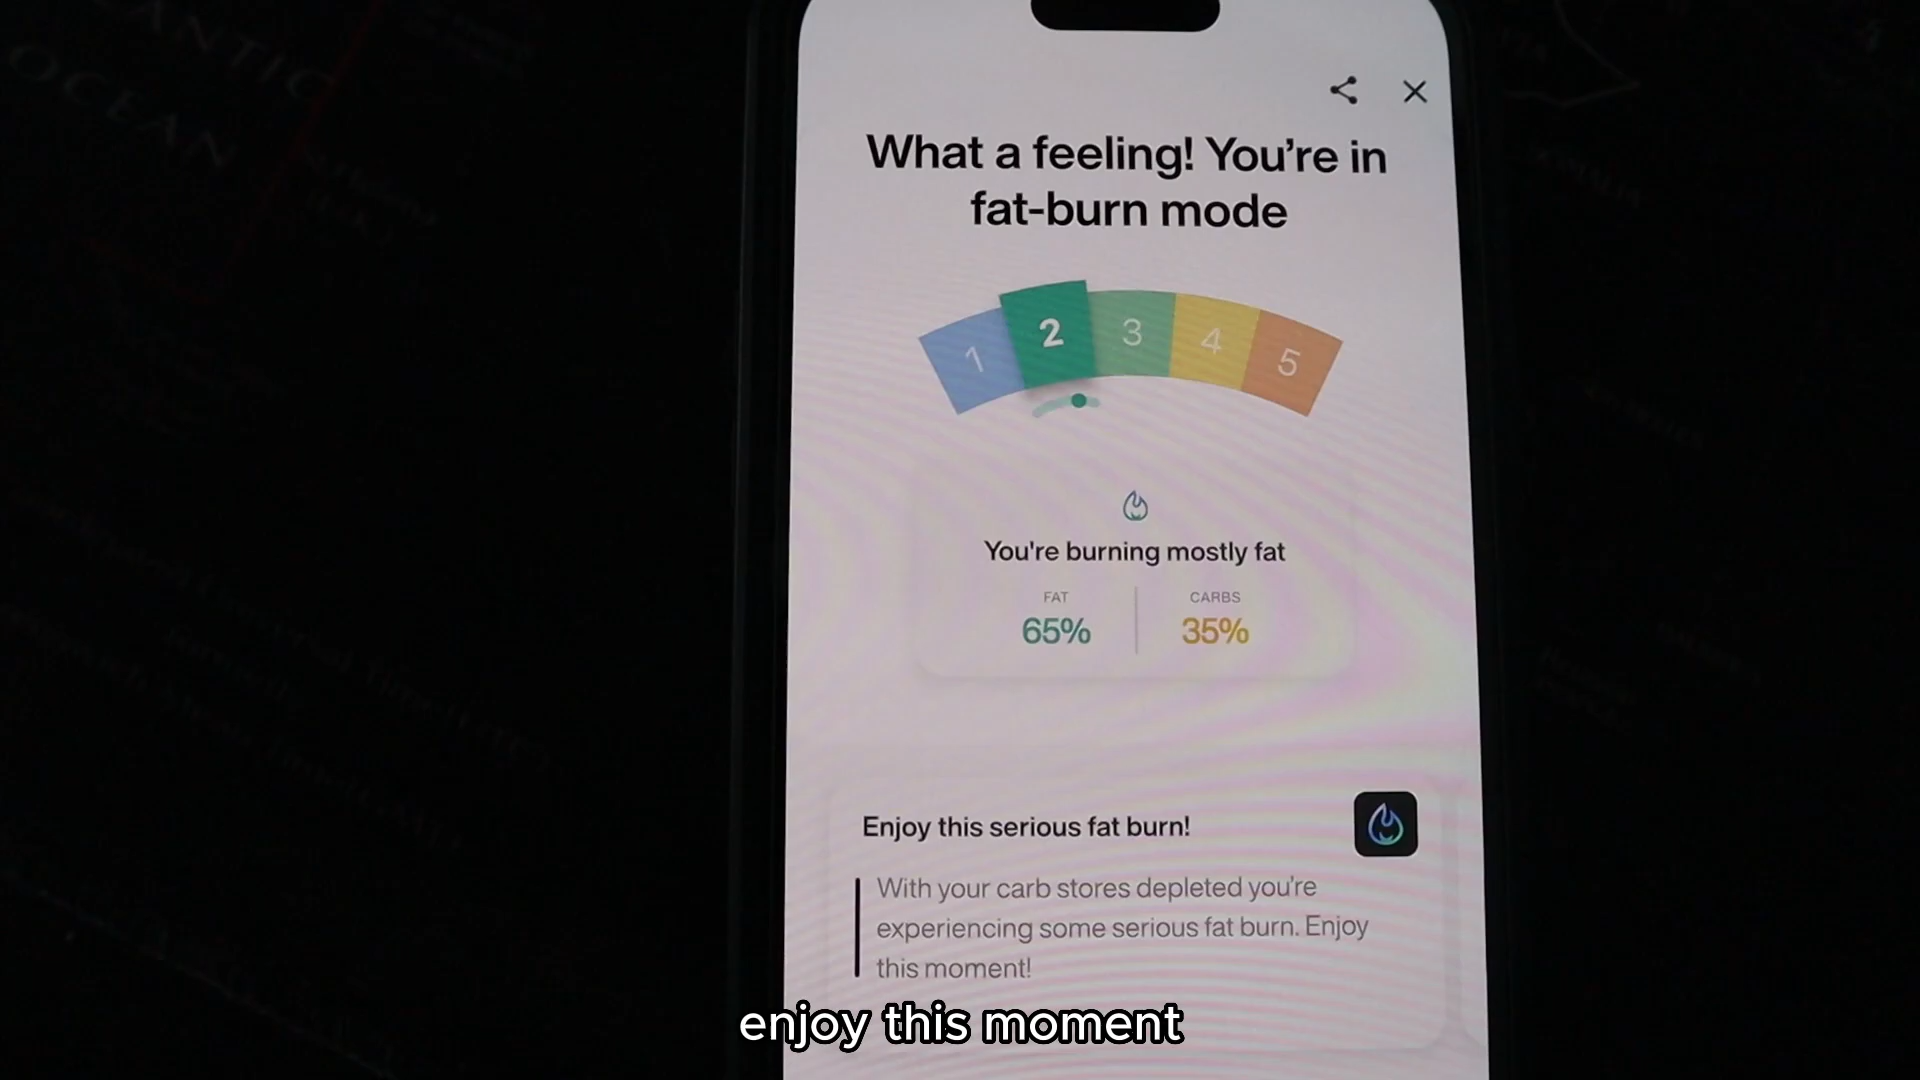 ANTIC
OCEAN
What a feeling! You're in
fat-burn mode
1 2 3 4 5
You're burning mostly fat
FAT CARBS
65% 35%
Enjoy this serious fat burn!
With your carb stores depleted you're
experiencing some serious fat burn. Enjoy
this moment!
enjoy this moment